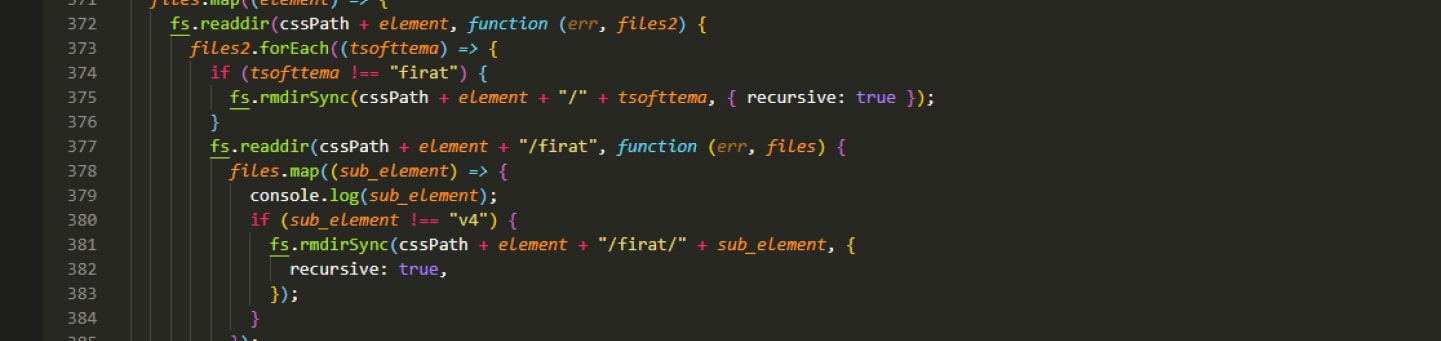 371 files.map((element) => {
372 fs.readdir(cssPath + element, function (err, files2) {
373 files2.forEach((tsofttema) => {
374 if (tsofttema !== "firat") {
375 fs.rmdirSync(cssPath + element + "/" + tsofttema, { recursive: true });
376 }
377 fs.readdir(cssPath + element + "/firat", function (err, files) {
378 files.map((sub_element) => {
379 console.log(sub_element);
380 if (sub_element !== "v4") {
381 fs.rmdirSync(cssPath + element + "/firat/" + sub_element, {
382 recursive: true,
383 });
384 }
385 });